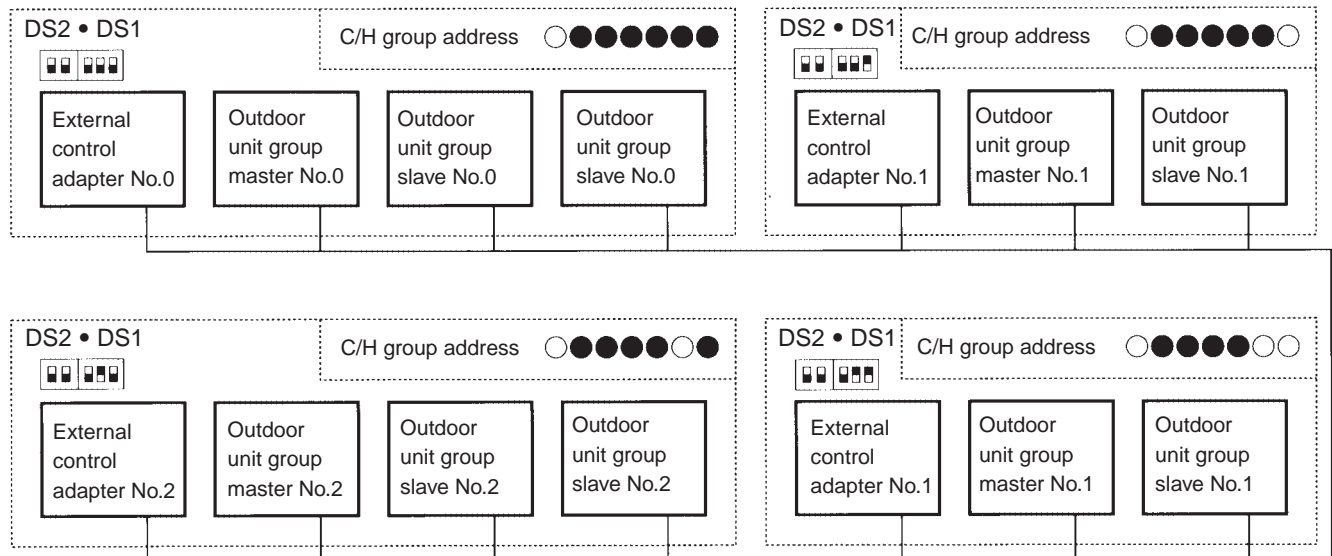 DS2 • DS1
C/H group address
External
control
adapter No.0
Outdoor
unit group
master No.0
Outdoor
unit group
slave No.0
Outdoor
unit group
slave No.0
DS2 • DS1
C/H group address
External
control
adapter No.1
Outdoor
unit group
master No.1
Outdoor
unit group
slave No.1
DS2 • DS1
C/H group address
External
control
adapter No.2
Outdoor
unit group
master No.2
Outdoor
unit group
slave No.2
Outdoor
unit group
slave No.2
DS2 • DS1
C/H group address
External
control
adapter No.1
Outdoor
unit group
master No.1
Outdoor
unit group
slave No.1